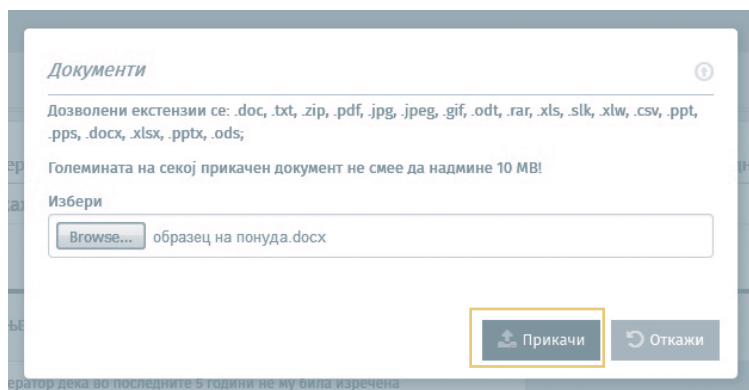 Документи
Дозволени екстензии се: .doc, .txt, .zip, .pdf, .jpg, .jpeg, .gif, .odt, .rar, .xls, .slk, .xlw, .csv, .ppt,
.pps, .docx, .xlsx, .pptx, .ods;
Големината на секој прикачен документ не смее да надмине 10 MB!
Избери
Browse... образец на понуда.docx
Прикачи Откажи
ератор дека во последните 5 години не му била изречена